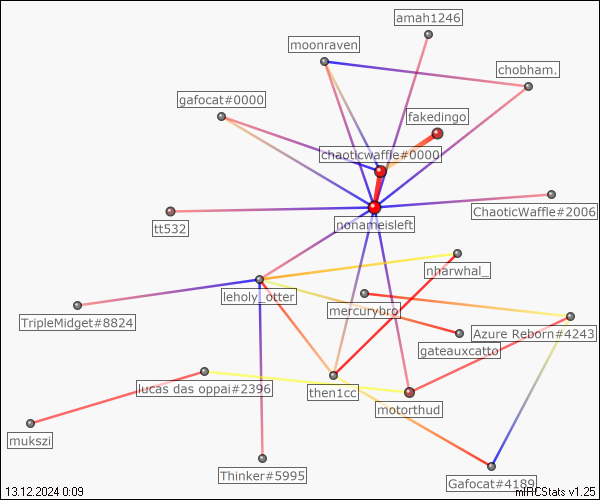 amah1246
moonraven
chobham.
gafocat#0000
fakedingo
chaoticwaffle#0000
ChaoticWaffle#2006
tt532
nonameisleft
nharwhal_
leholy_otter
mercurybro
TripleMidget#8824
Azure Reborn#4243
gateauxcatto
lucas das oppai#2396
then1cc
motorthud
mukszi
Thinker#5995
Gafocat#4189
13.12.2024 0:09
mIRCStats v1.25